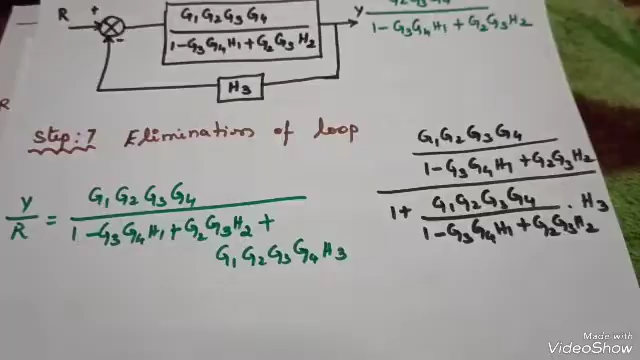 R + - G₁G₂G₃G₄ / 1-G₃G₄H₁+G₂G₃H₂ Y G₂G₃G₄ / 1-G₃G₄H₁+G₂G₃H₂
H₃
R
Step:7 Elimination of loop
Y/R = G₁G₂G₃G₄ / 1-G₃G₄H₁+G₂G₃H₂+
G₁G₂G₃G₄H₃
G₁G₂G₃G₄
1-G₃G₄H₁+G₂G₃H₂
1+ G₁G₂G₃G₄ / 1-G₃G₄H₁+G₂G₃H₂ . H₃
Made with
VideoShow